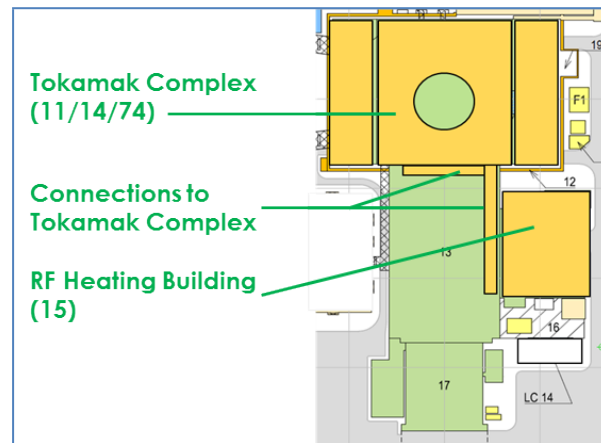 Tokamak Complex
(11/14/74)
Connections to
Tokamak Complex
RF Heating Building
(15)
19
F1
12
13
16
17
LC 14